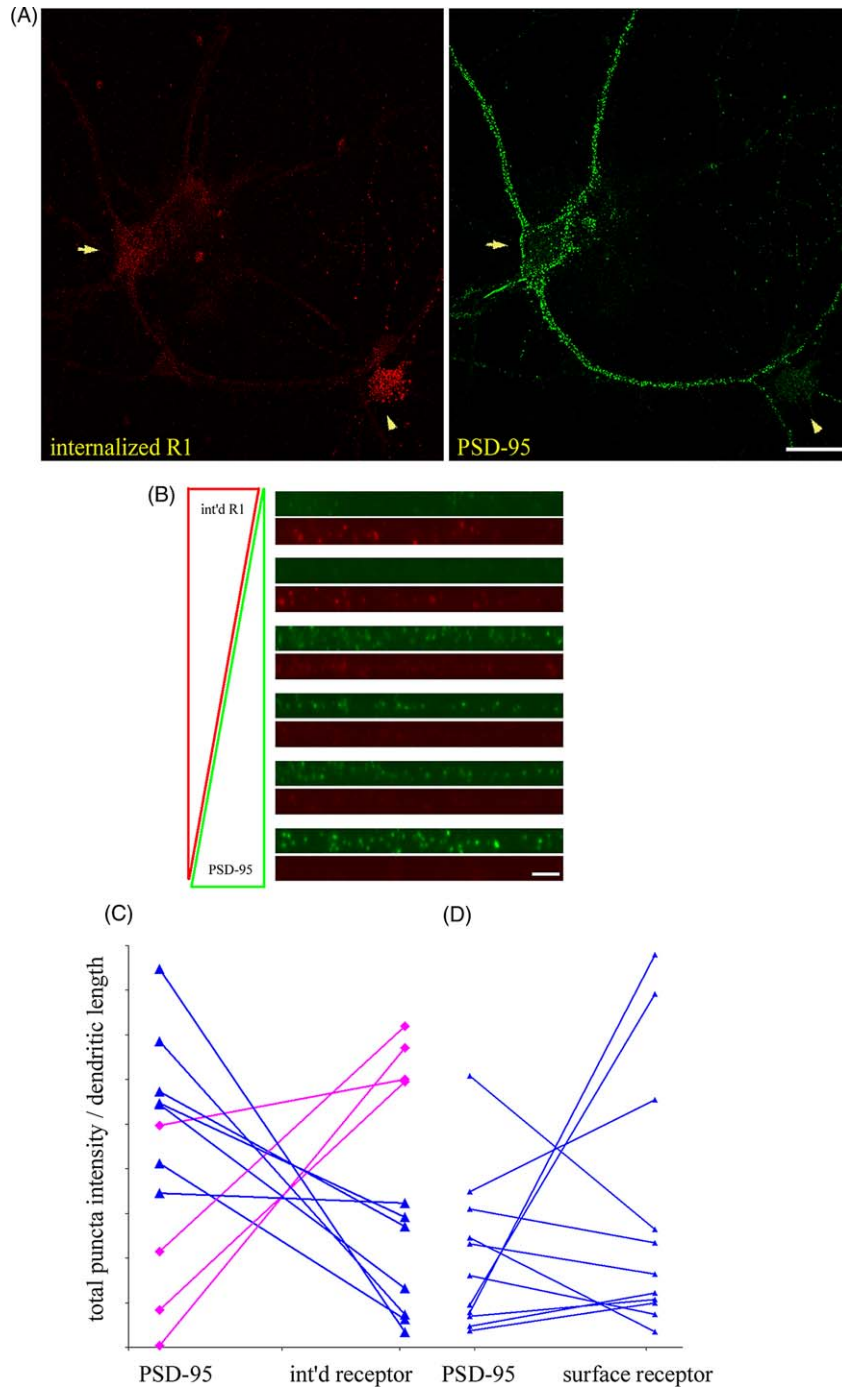 (A)
internalized R1
PSD-95
(B)
int'd R1
PSD-95
(C)
(D)
total puncta intensity / dendritic length
PSD-95
int'd receptor
PSD-95
surface receptor